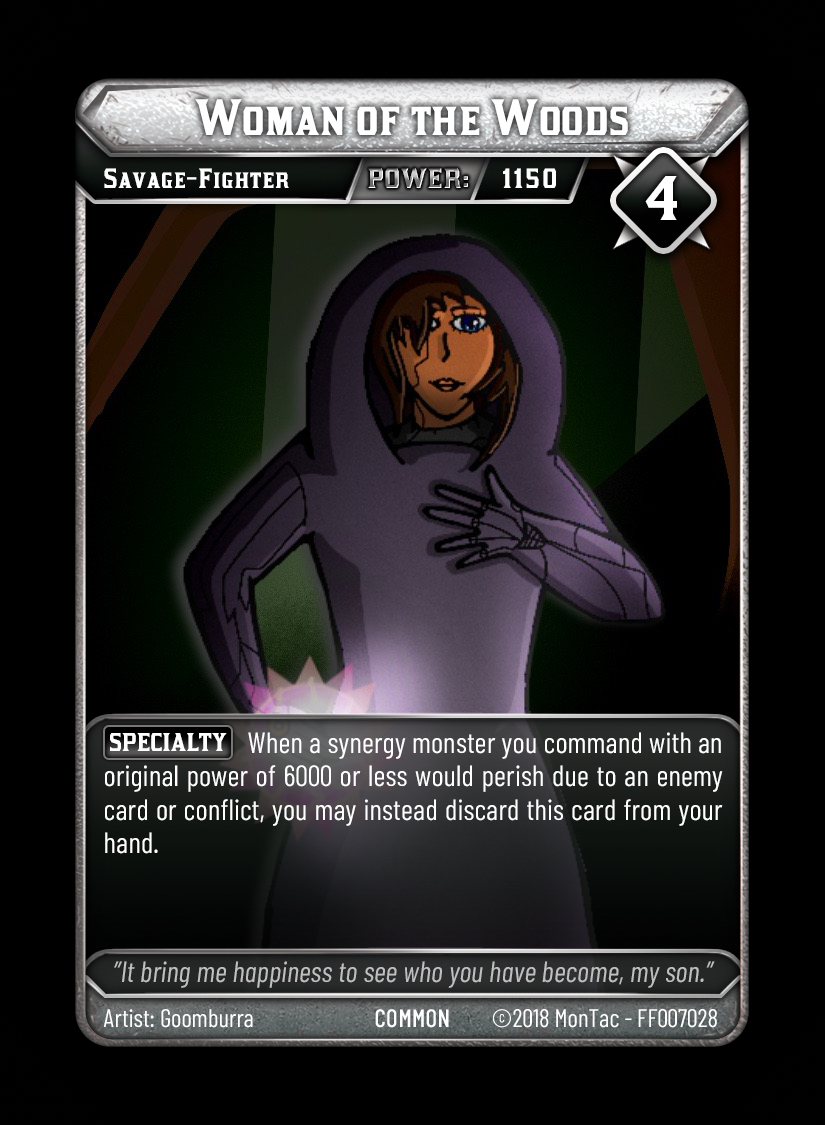 Woman of the Woods
Savage-Fighter POWER: 1150
4
SPECIALTY When a synergy monster you command with an
original power of 6000 or less would perish due to an enemy
card or conflict, you may instead discard this card from your
hand.
"It bring me happiness to see who you have become, my son."
Artist: Goomburra COMMON ©2018 MonTac - FF007028